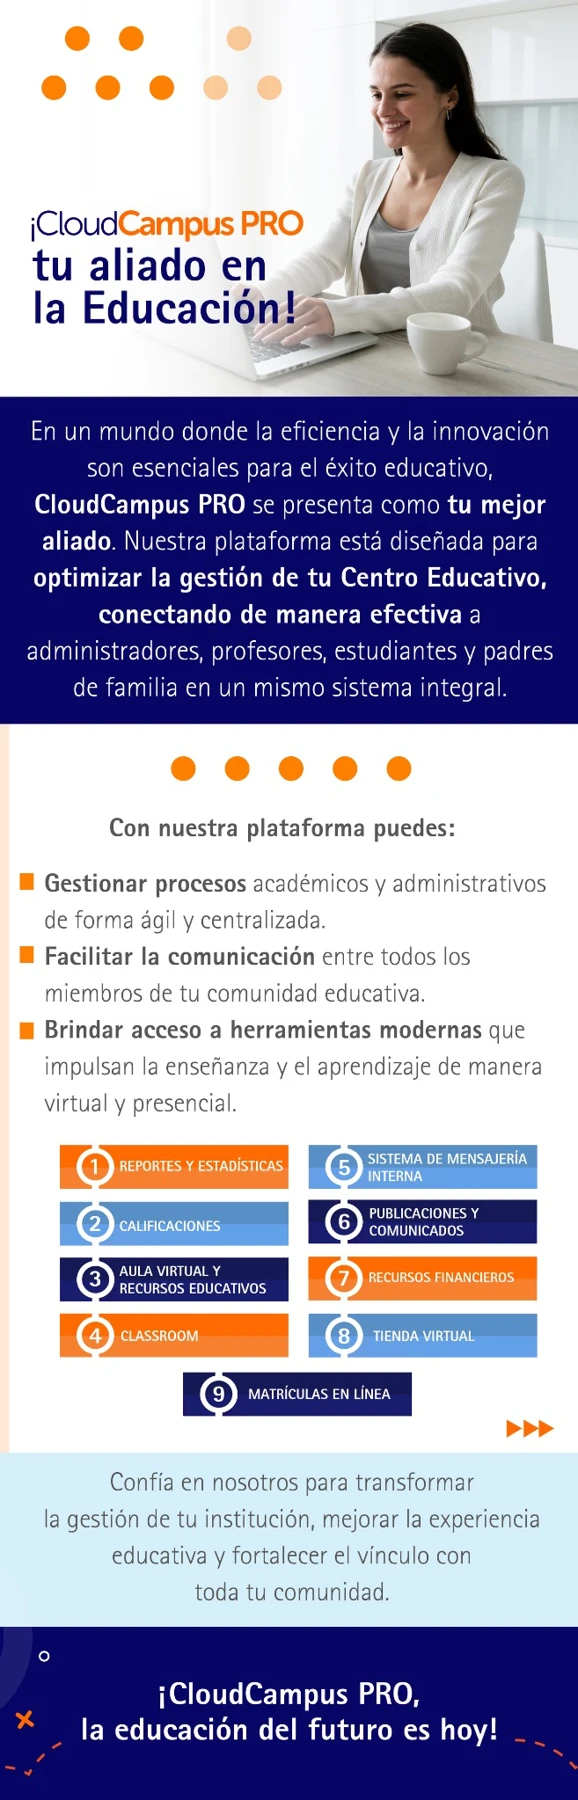 ¡CloudCampus PRO
tu aliado en
la Educación!
En un mundo donde la eficiencia y la innovación
son esenciales para el éxito educativo,
CloudCampus PRO se presenta como tu mejor
aliado. Nuestra plataforma está diseñada para
optimizar la gestión de tu Centro Educativo,
conectando de manera efectiva a
administradores, profesores, estudiantes y padres
de familia en un mismo sistema integral.
Con nuestra plataforma puedes:
Gestionar procesos académicos y administrativos
de forma ágil y centralizada.
Facilitar la comunicación entre todos los
miembros de tu comunidad educativa.
Brindar acceso a herramientas modernas que
impulsan la enseñanza y el aprendizaje de manera
virtual y presencial.
1 REPORTES Y ESTADÍSTICAS
2 CALIFICACIONES
3 AULA VIRTUAL Y
RECURSOS EDUCATIVOS
4 CLASSROOM
5 SISTEMA DE MENSAJERÍA
INTERNA
6 PUBLICACIONES Y
COMUNICADOS
7 RECURSOS FINANCIEROS
8 TIENDA VIRTUAL
9 MATRÍCULAS EN LÍNEA
Confía en nosotros para transformar
la gestión de tu institución, mejorar la experiencia
educativa y fortalecer el vínculo con
toda tu comunidad.
¡CloudCampus PRO,
la educación del futuro es hoy!